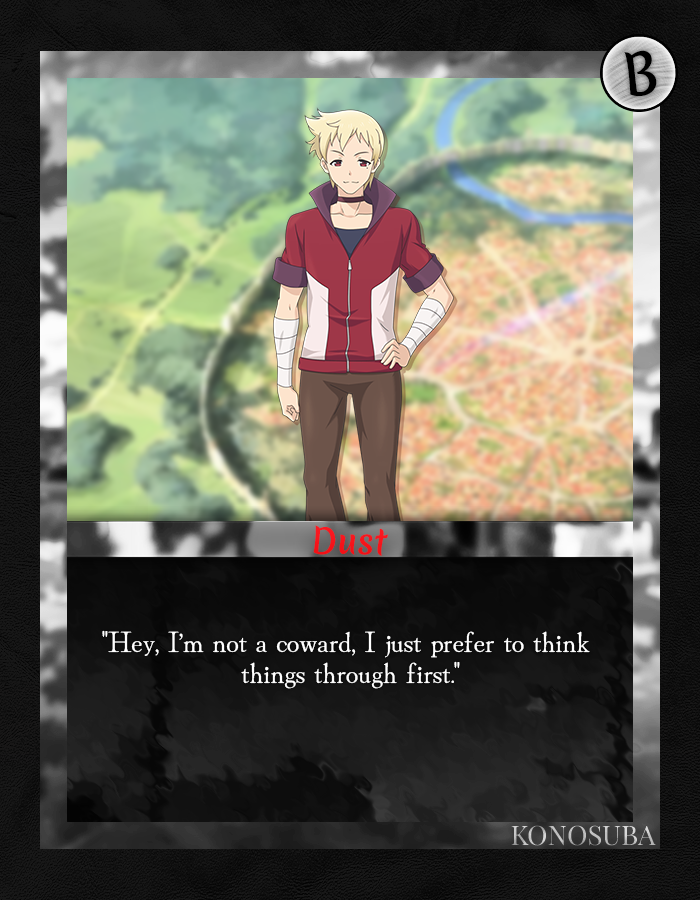 B
Dust
"Hey, I'm not a coward, I just prefer to think
things through first."
KONOSUBA